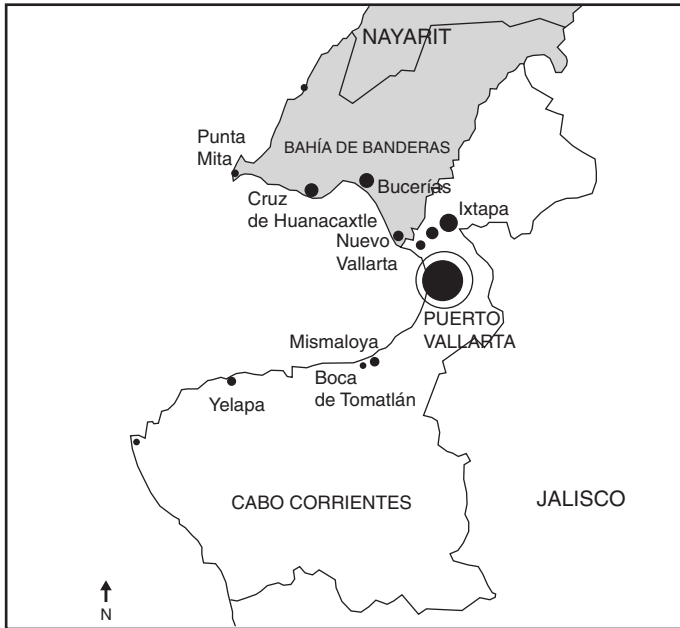 NAYARIT
Punta
Mita
BAHÍA DE BANDERAS
Bucerías
Cruz
de Huanacaxtle
Ixtapa
Nuevo
Vallarta
PUERTO
VALLARTA
Mismaloya
Boca
de Tomatlán
Yelapa
CABO CORRIENTES
JALISCO
N